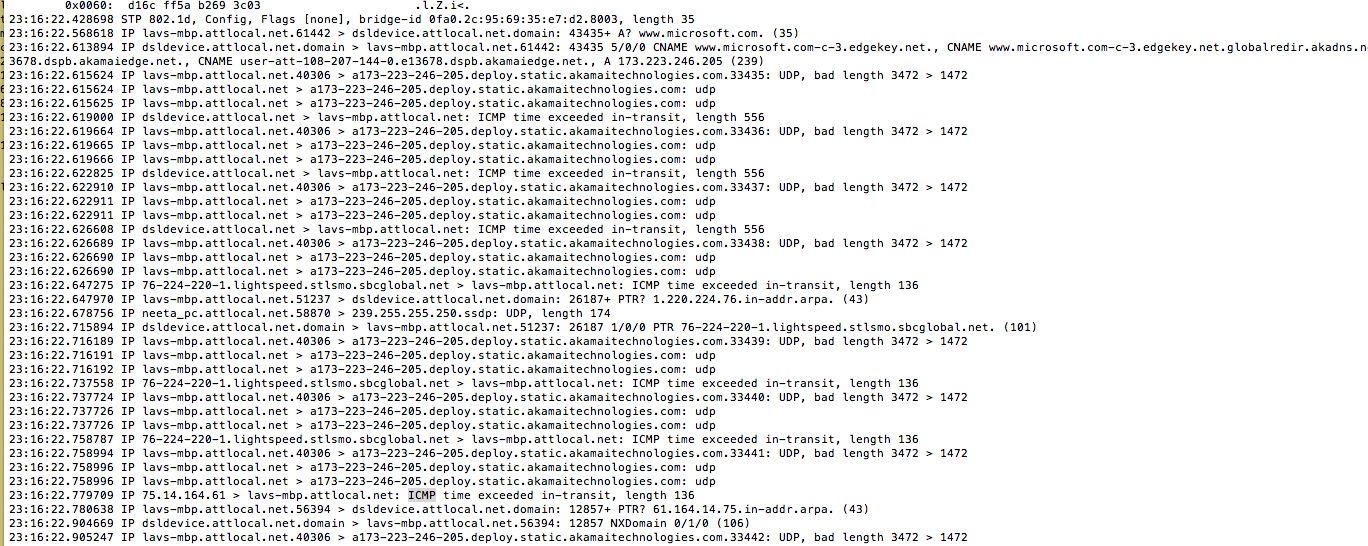 0x0060: d16c ff5a b269 3c03 .l.Z.i<.
23:16:22.428698 STP 802.1d, Config, Flags [none], bridge-id 0fa0.2c:95:69:35:e7:d2.8003, length 35
23:16:22.568618 IP lavs-mbp.attlocal.net.61442 > dsldevice.attlocal.net.domain: 43435+ A? www.microsoft.com. (35)
23:16:22.613894 IP dsldevice.attlocal.net.domain > lavs-mbp.attlocal.net.61442: 43435 5/0/0 CNAME www.microsoft.com-c-3.edgekey.net., CNAME www.microsoft.com-c-3.edgekey.net.globalredir.akadns.n
23678.dspb.akamaiedge.net., CNAME user-att-108-207-144-0.e13678.dspb.akamaiedge.net., A 173.223.246.205 (239)
23:16:22.615624 IP lavs-mbp.attlocal.net.40306 > a173-223-246-205.deploy.static.akamaitechnologies.com.33435: UDP, bad length 3472 > 1472
23:16:22.615624 IP lavs-mbp.attlocal.net > a173-223-246-205.deploy.static.akamaitechnologies.com: udp
23:16:22.615625 IP lavs-mbp.attlocal.net > a173-223-246-205.deploy.static.akamaitechnologies.com: udp
23:16:22.619000 IP dsldevice.attlocal.net > lavs-mbp.attlocal.net: ICMP time exceeded in-transit, length 556
23:16:22.619664 IP lavs-mbp.attlocal.net.40306 > a173-223-246-205.deploy.static.akamaitechnologies.com.33436: UDP, bad length 3472 > 1472
23:16:22.619665 IP lavs-mbp.attlocal.net > a173-223-246-205.deploy.static.akamaitechnologies.com: udp
23:16:22.619666 IP lavs-mbp.attlocal.net > a173-223-246-205.deploy.static.akamaitechnologies.com: udp
23:16:22.622825 IP dsldevice.attlocal.net > lavs-mbp.attlocal.net: ICMP time exceeded in-transit, length 556
23:16:22.622910 IP lavs-mbp.attlocal.net.40306 > a173-223-246-205.deploy.static.akamaitechnologies.com.33437: UDP, bad length 3472 > 1472
23:16:22.622911 IP lavs-mbp.attlocal.net > a173-223-246-205.deploy.static.akamaitechnologies.com: udp
23:16:22.622911 IP lavs-mbp.attlocal.net > a173-223-246-205.deploy.static.akamaitechnologies.com: udp
23:16:22.626608 IP dsldevice.attlocal.net > lavs-mbp.attlocal.net: ICMP time exceeded in-transit, length 556
23:16:22.626689 IP lavs-mbp.attlocal.net.40306 > a173-223-246-205.deploy.static.akamaitechnologies.com.33438: UDP, bad length 3472 > 1472
23:16:22.626690 IP lavs-mbp.attlocal.net > a173-223-246-205.deploy.static.akamaitechnologies.com: udp
23:16:22.626690 IP lavs-mbp.attlocal.net > a173-223-246-205.deploy.static.akamaitechnologies.com: udp
23:16:22.647275 IP 76-224-220-1.lightspeed.stlsmo.sbcglobal.net > lavs-mbp.attlocal.net: ICMP time exceeded in-transit, length 136
23:16:22.647970 IP lavs-mbp.attlocal.net.51237 > dsldevice.attlocal.net.domain: 26187+ PTR? 1.220.224.76.in-addr.arpa. (43)
23:16:22.678756 IP neeta_pc.attlocal.net.58870 > 239.255.255.250.ssdp: UDP, length 174
23:16:22.715894 IP dsldevice.attlocal.net.domain > lavs-mbp.attlocal.net.51237: 26187 1/0/0 PTR 76-224-220-1.lightspeed.stlsmo.sbcglobal.net. (101)
23:16:22.716189 IP lavs-mbp.attlocal.net.40306 > a173-223-246-205.deploy.static.akamaitechnologies.com.33439: UDP, bad length 3472 > 1472
23:16:22.716191 IP lavs-mbp.attlocal.net > a173-223-246-205.deploy.static.akamaitechnologies.com: udp
23:16:22.716192 IP lavs-mbp.attlocal.net > a173-223-246-205.deploy.static.akamaitechnologies.com: udp
23:16:22.737558 IP 76-224-220-1.lightspeed.stlsmo.sbcglobal.net > lavs-mbp.attlocal.net: ICMP time exceeded in-transit, length 136
23:16:22.737724 IP lavs-mbp.attlocal.net.40306 > a173-223-246-205.deploy.static.akamaitechnologies.com.33440: UDP, bad length 3472 > 1472
23:16:22.737726 IP lavs-mbp.attlocal.net > a173-223-246-205.deploy.static.akamaitechnologies.com: udp
23:16:22.737726 IP lavs-mbp.attlocal.net > a173-223-246-205.deploy.static.akamaitechnologies.com: udp
23:16:22.758787 IP 76-224-220-1.lightspeed.stlsmo.sbcglobal.net > lavs-mbp.attlocal.net: ICMP time exceeded in-transit, length 136
23:16:22.758994 IP lavs-mbp.attlocal.net.40306 > a173-223-246-205.deploy.static.akamaitechnologies.com.33441: UDP, bad length 3472 > 1472
23:16:22.758996 IP lavs-mbp.attlocal.net > a173-223-246-205.deploy.static.akamaitechnologies.com: udp
23:16:22.758996 IP lavs-mbp.attlocal.net > a173-223-246-205.deploy.static.akamaitechnologies.com: udp
23:16:22.779709 IP 75.14.164.61 > lavs-mbp.attlocal.net: ICMP time exceeded in-transit, length 136
23:16:22.780638 IP lavs-mbp.attlocal.net.56394 > dsldevice.attlocal.net.domain: 12857+ PTR? 61.164.14.75.in-addr.arpa. (43)
23:16:22.904669 IP dsldevice.attlocal.net.domain > lavs-mbp.attlocal.net.56394: 12857 NXDomain 0/1/0 (106)
23:16:22.905247 IP lavs-mbp.attlocal.net.40306 > a173-223-246-205.deploy.static.akamaitechnologies.com.33442: UDP, bad length 3472 > 1472